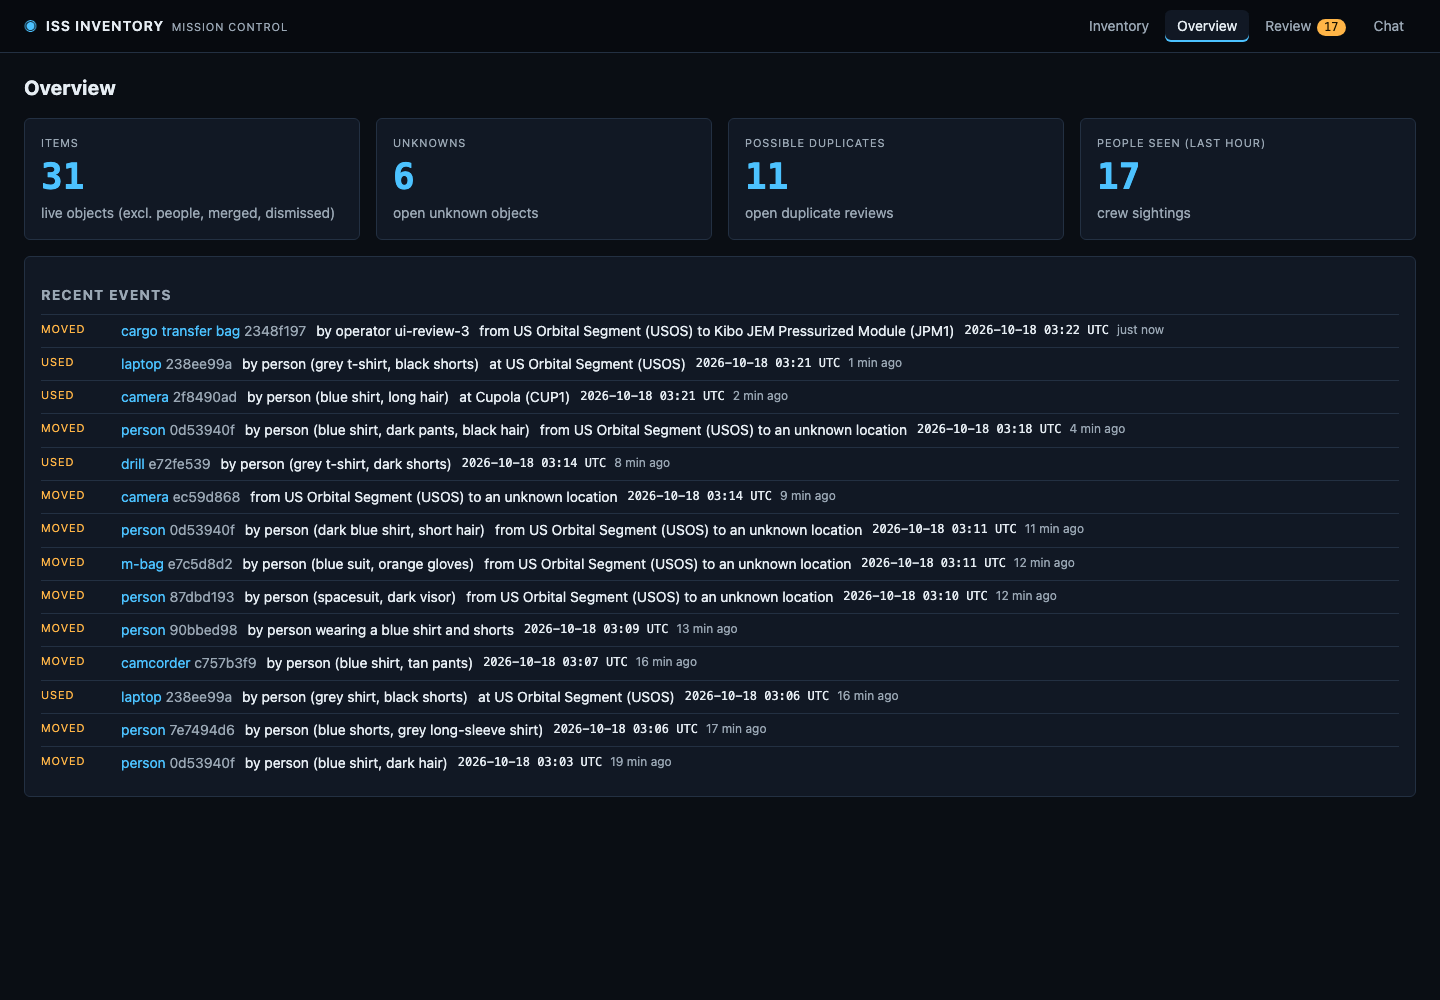 ISS INVENTORY MISSION CONTROL
Inventory Overview Review 17 Chat
Overview
ITEMS
31
live objects (excl. people, merged, dismissed)
UNKNOWNS
6
open unknown objects
POSSIBLE DUPLICATES
11
open duplicate reviews
PEOPLE SEEN (LAST HOUR)
17
crew sightings
RECENT EVENTS
MOVED cargo transfer bag 2348f197 by operator ui-review-3 from US Orbital Segment (USOS) to Kibo JEM Pressurized Module (JPM1) 2026-10-18 03:22 UTC just now
USED laptop 238ee99a by person (grey t-shirt, black shorts) at US Orbital Segment (USOS) 2026-10-18 03:21 UTC 1 min ago
USED camera 2f8490ad by person (blue shirt, long hair) at Cupola (CUP1) 2026-10-18 03:21 UTC 2 min ago
MOVED person 0d53940f by person (blue shirt, dark pants, black hair) from US Orbital Segment (USOS) to an unknown location 2026-10-18 03:18 UTC 4 min ago
USED drill e72fe539 by person (grey t-shirt, dark shorts) 2026-10-18 03:14 UTC 8 min ago
MOVED camera ec59d868 from US Orbital Segment (USOS) to an unknown location 2026-10-18 03:14 UTC 9 min ago
MOVED person 0d53940f by person (dark blue shirt, short hair) from US Orbital Segment (USOS) to an unknown location 2026-10-18 03:11 UTC 11 min ago
MOVED m-bag e7c5d8d2 by person (blue suit, orange gloves) from US Orbital Segment (USOS) to an unknown location 2026-10-18 03:11 UTC 12 min ago
MOVED person 87dbd193 by person (spacesuit, dark visor) from US Orbital Segment (USOS) to an unknown location 2026-10-18 03:10 UTC 12 min ago
MOVED person 90bbed98 by person wearing a blue shirt and shorts 2026-10-18 03:09 UTC 13 min ago
MOVED camcorder c757b3f9 by person (blue shirt, tan pants) 2026-10-18 03:07 UTC 16 min ago
USED laptop 238ee99a by person (grey shirt, black shorts) at US Orbital Segment (USOS) 2026-10-18 03:06 UTC 16 min ago
MOVED person 7e7494d6 by person (blue shorts, grey long-sleeve shirt) 2026-10-18 03:06 UTC 17 min ago
MOVED person 0d53940f by person (blue shirt, dark hair) 2026-10-18 03:03 UTC 19 min ago